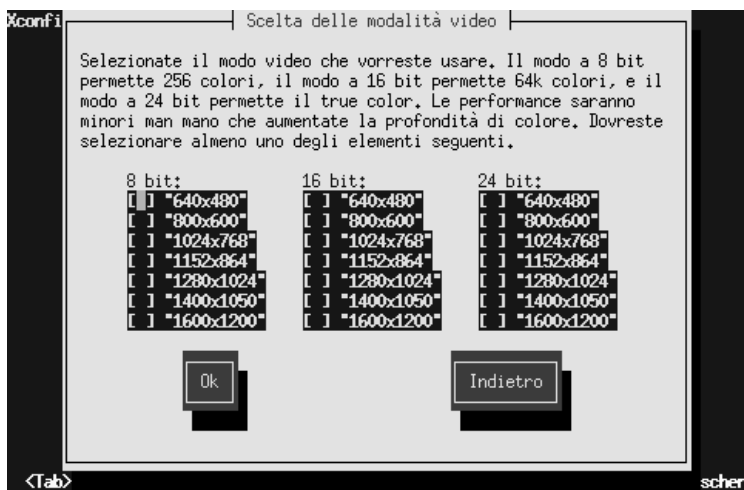 Xconfi
Scelta delle modalità video
Selezionate il modo video che vorreste usare. Il modo a 8 bit
permette 256 colori, il modo a 16 bit permette 64k colori, e il
modo a 24 bit permette il true color. Le performance saranno
minori man mano che aumentate la profondità di colore. Dovreste
selezionare almeno uno degli elementi seguenti.
8 bit: 16 bit: 24 bit:
[ ] "640x480" [ ] "640x480" [ ] "640x480"
[ ] "800x600" [ ] "800x600" [ ] "800x600"
[ ] "1024x768" [ ] "1024x768" [ ] "1024x768"
[ ] "1152x864" [ ] "1152x864" [ ] "1152x864"
[ ] "1280x1024" [ ] "1280x1024" [ ] "1280x1024"
[ ] "1400x1050" [ ] "1400x1050" [ ] "1400x1050"
[ ] "1600x1200" [ ] "1600x1200" [ ] "1600x1200"
Ok Indietro
<Tab> scher